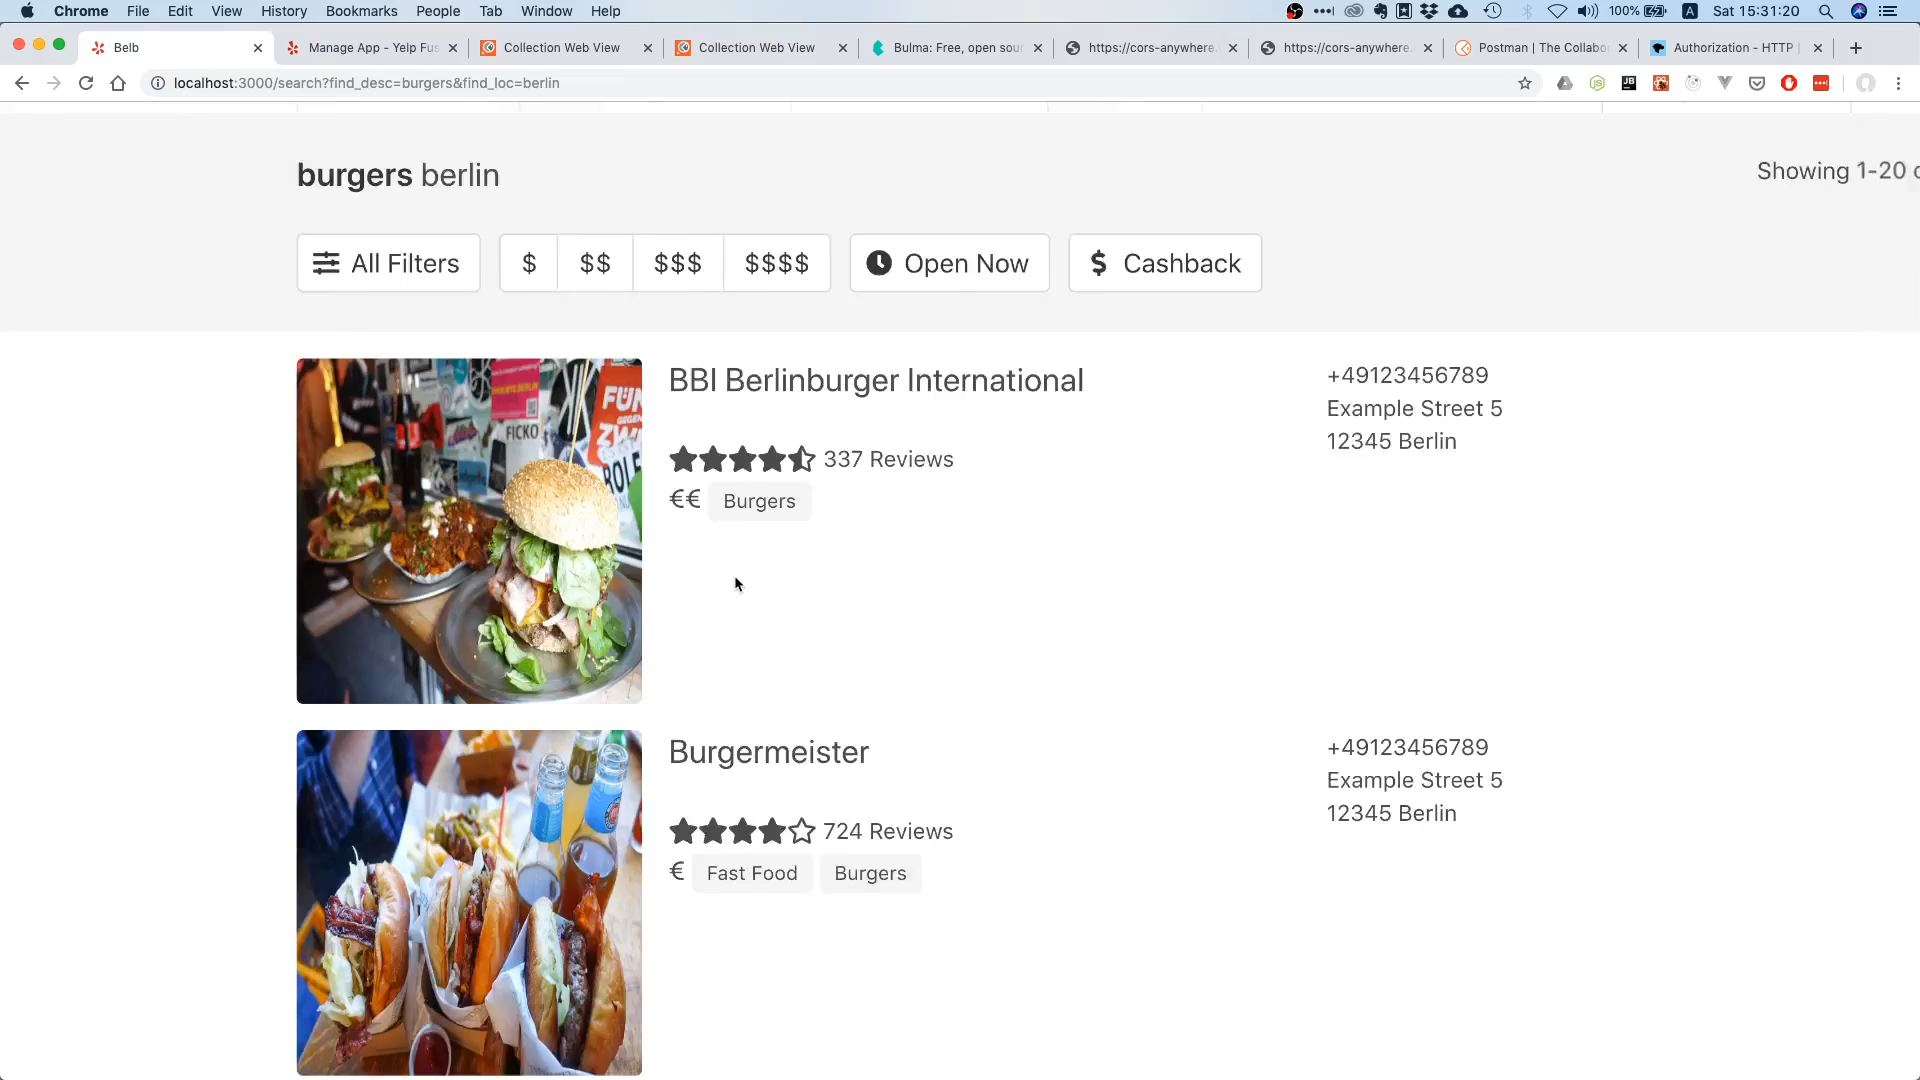 Chrome File Edit View History Bookmarks People Tab Window Help 100% Sat 15:31:20
Belb Manage App - Yelp Fus Collection Web View Collection Web View Bulma: Free, open sour https://cors-anywhere. https://cors-anywhere. Postman | The Collabo Authorization - HTTP |
localhost:3000/search?find_desc=burgers&find_loc=berlin
burgers berlin
Showing 1-20
All Filters $ $$ $$$ $$$$ Open Now $ Cashback
BBI Berlinburger International
+49123456789
Example Street 5
12345 Berlin
337 Reviews
€€ Burgers
FICKO
Burgermeister
+49123456789
Example Street 5
12345 Berlin
724 Reviews
€ Fast Food Burgers